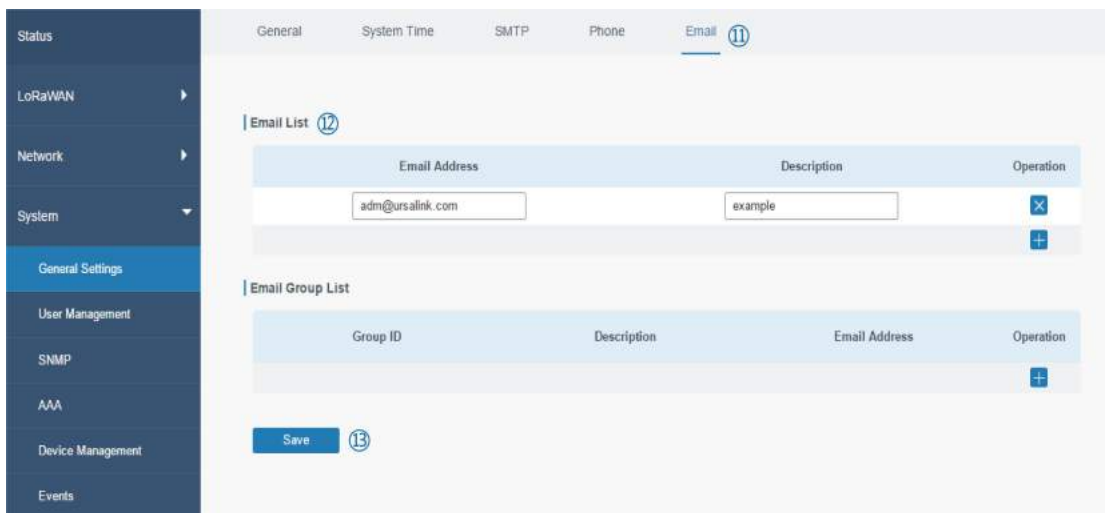 Status
LoRaWAN
Network
System
General Settings
User Management
SNMP
AAA
Device Management
Events
General System Time SMTP Phone Email ⑪
Email List ⑫
Email Address Description Operation
adm@ursalink.com example
Email Group List
Group ID Description Email Address Operation
Save ⑬